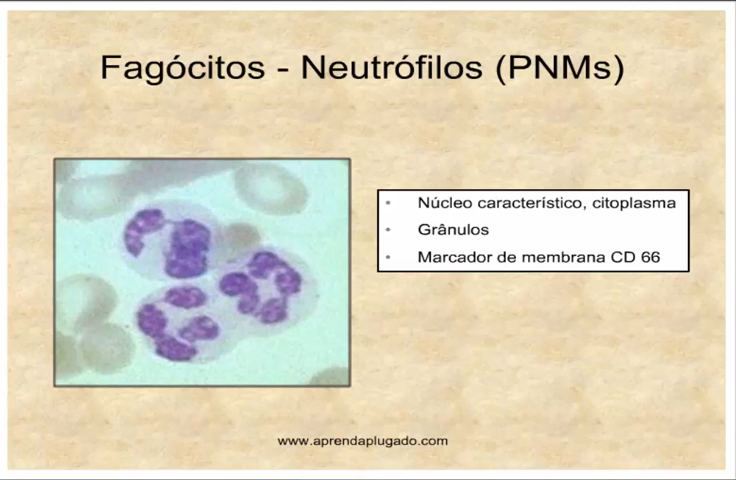 Fagócitos - Neutrófilos (PNMs)
• Núcleo característico, citoplasma
• Grânulos
• Marcador de membrana CD 66
www.aprendaplugado.com